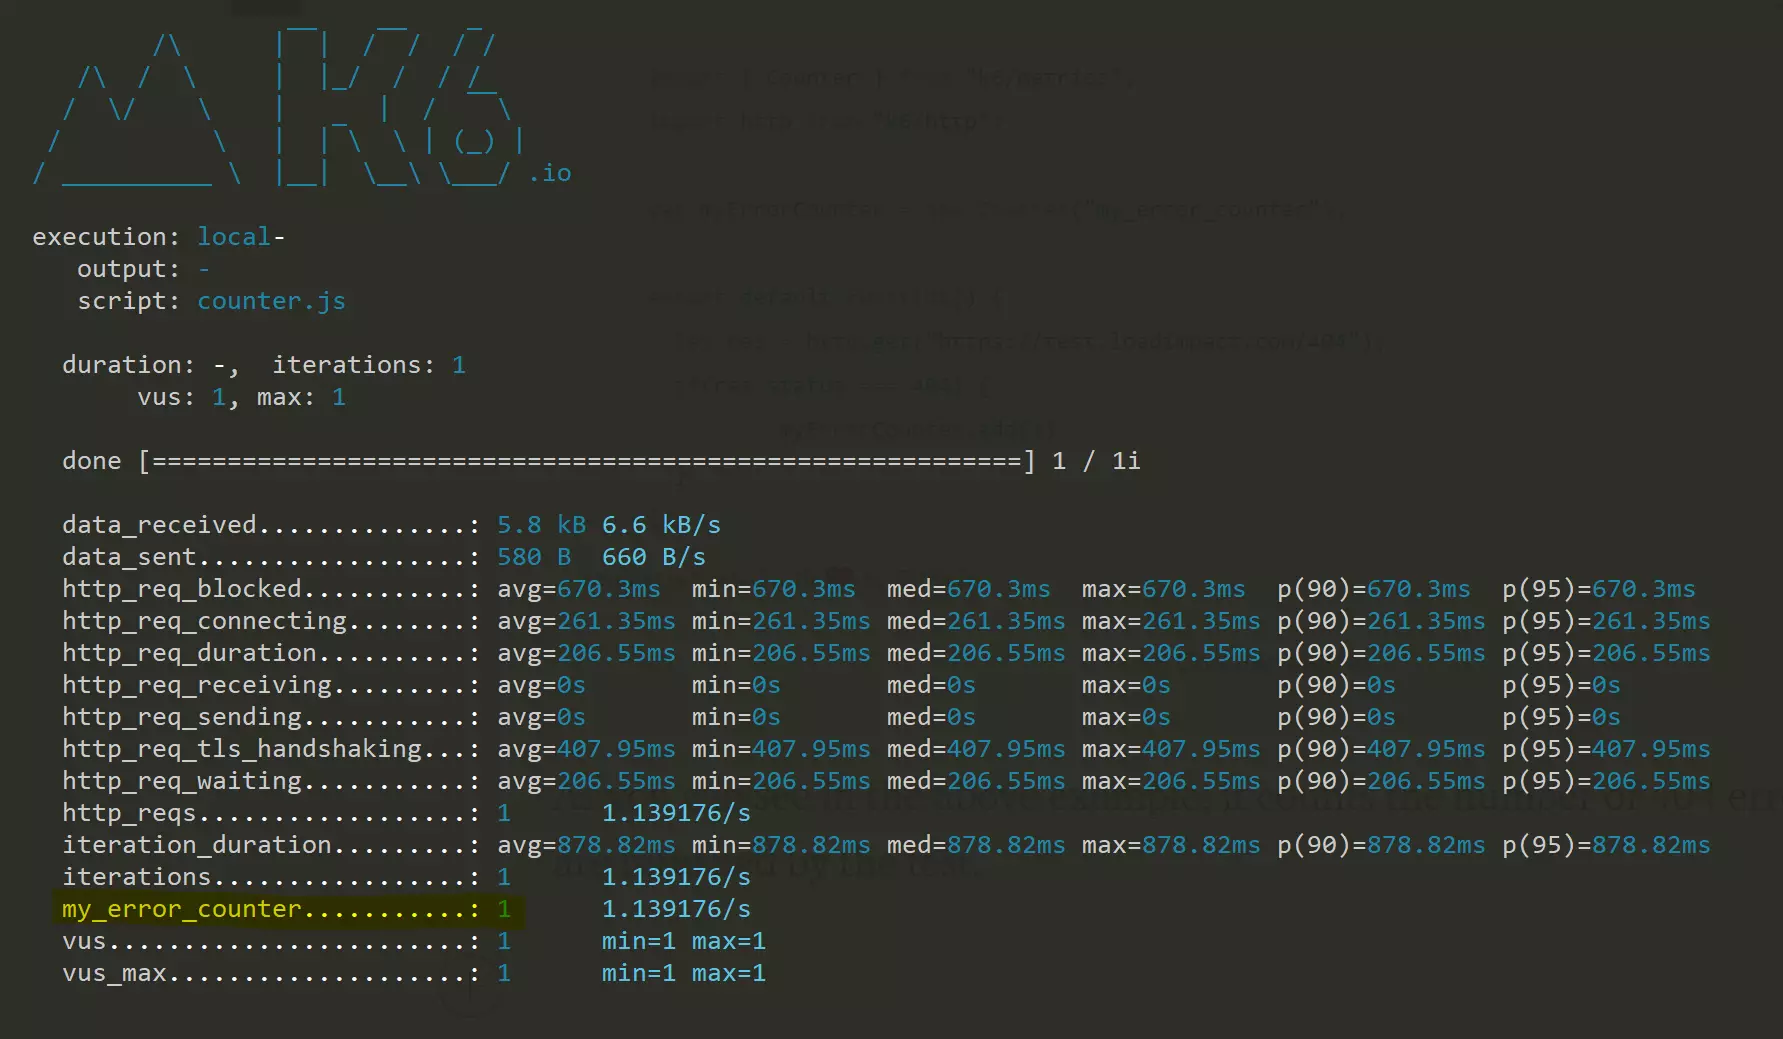 K6 .io
execution: local-
output: -
script: counter.js
duration: -, iterations: 1
vus: 1, max: 1
done [==========================================================] 1 / 1i
data_received..............: 5.8 kB 6.6 kB/s
data_sent..................: 580 B 660 B/s
http_req_blocked...........: avg=670.3ms min=670.3ms med=670.3ms max=670.3ms p(90)=670.3ms p(95)=670.3ms
http_req_connecting........: avg=261.35ms min=261.35ms med=261.35ms max=261.35ms p(90)=261.35ms p(95)=261.35ms
http_req_duration..........: avg=206.55ms min=206.55ms med=206.55ms max=206.55ms p(90)=206.55ms p(95)=206.55ms
http_req_receiving.........: avg=0s min=0s med=0s max=0s p(90)=0s p(95)=0s
http_req_sending...........: avg=0s min=0s med=0s max=0s p(90)=0s p(95)=0s
http_req_tls_handshaking...: avg=407.95ms min=407.95ms med=407.95ms max=407.95ms p(90)=407.95ms p(95)=407.95ms
http_req_waiting...........: avg=206.55ms min=206.55ms med=206.55ms max=206.55ms p(90)=206.55ms p(95)=206.55ms
http_reqs..................: 1 1.139176/s
iteration_duration.........: avg=878.82ms min=878.82ms med=878.82ms max=878.82ms p(90)=878.82ms p(95)=878.82ms
iterations.................: 1 1.139176/s
my_error_counter...........: 1 1.139176/s
vus........................: 1 min=1 max=1
vus_max....................: 1 min=1 max=1